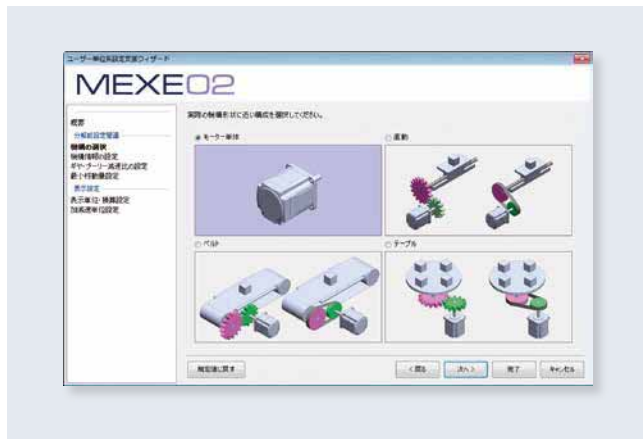 ユーザー単位系設定支援ウィザード
MEXE02
概要
分解能設定関連
機構の選択
機構情報の設定
ギヤ・プーリー減速比の設定
最小移動量設定
表示設定
表示単位・換算設定
加減速単位設定
実際の機構形状に近い構成を選択してください。
モーター単体
直動
ベルト
テーブル
規定値に戻す
< 戻る
次へ >
完了
キャンセル